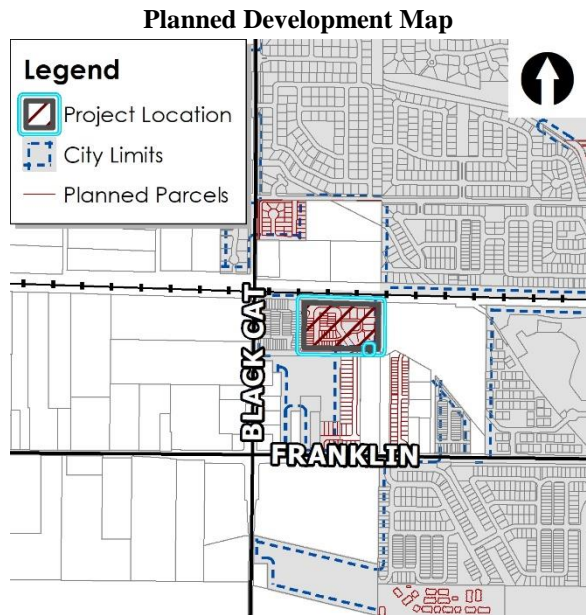 Planned Development Map
Legend
Project Location
City Limits
Planned Parcels
BLACK CAT
FRANKLIN